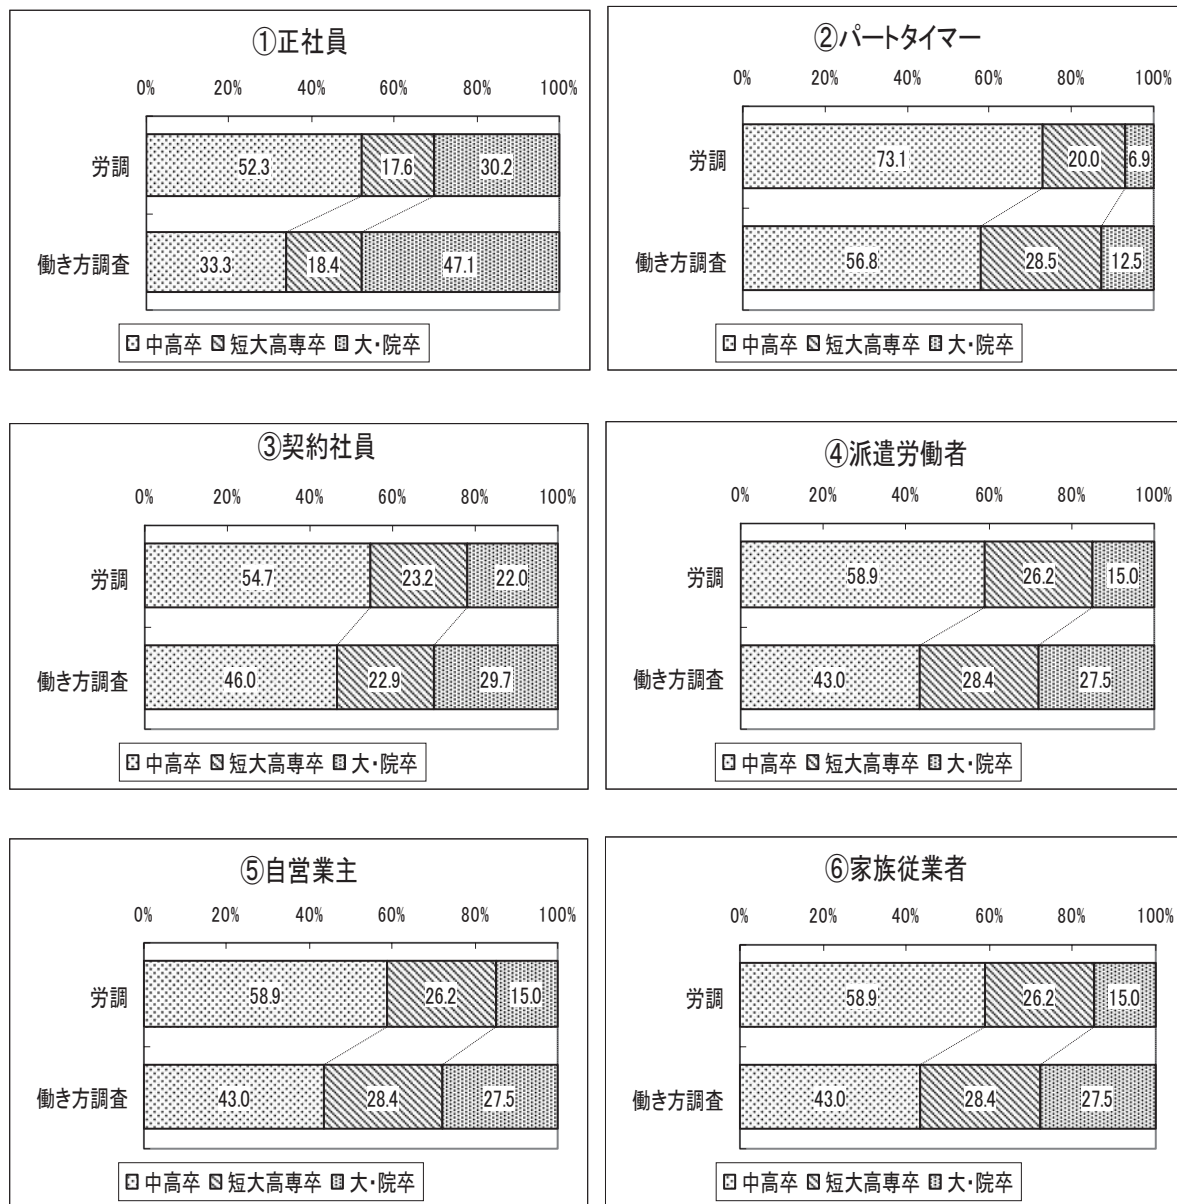 ①正社員
0% 20% 40% 60% 80% 100%
労調 52.3 17.6 30.2
働き方調査 33.3 18.4 47.1
中高卒 短大高専卒 大・院卒
②パートタイマー
0% 20% 40% 60% 80% 100%
労調 73.1 20.0 6.9
働き方調査 56.8 28.5 12.5
中高卒 短大高専卒 大・院卒
③契約社員
0% 20% 40% 60% 80% 100%
労調 54.7 23.2 22.0
働き方調査 46.0 22.9 29.7
中高卒 短大高専卒 大・院卒
④派遣労働者
0% 20% 40% 60% 80% 100%
労調 58.9 26.2 15.0
働き方調査 43.0 28.4 27.5
中高卒 短大高専卒 大・院卒
⑤自営業主
0% 20% 40% 60% 80% 100%
労調 58.9 26.2 15.0
働き方調査 43.0 28.4 27.5
中高卒 短大高専卒 大・院卒
⑥家族従業者
0% 20% 40% 60% 80% 100%
労調 58.9 26.2 15.0
働き方調査 43.0 28.4 27.5
中高卒 短大高専卒 大・院卒